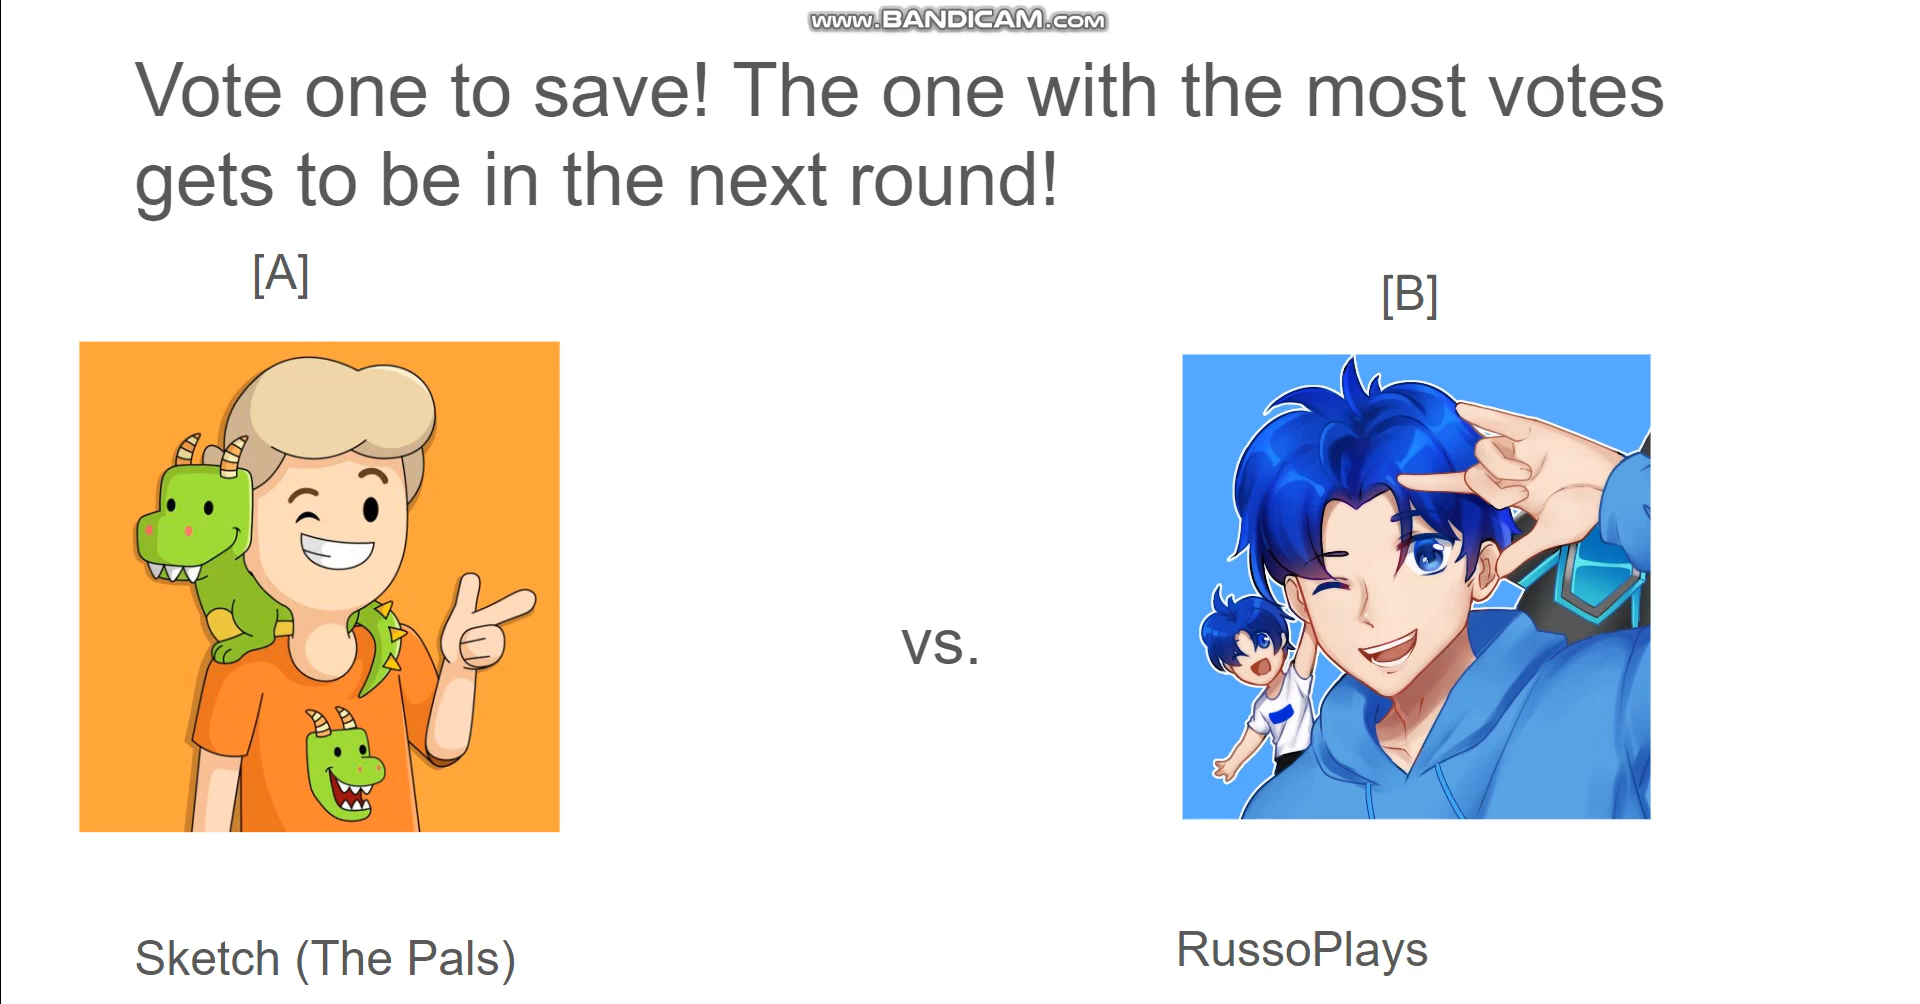 www.BANDICAM.com
Vote one to save! The one with the most votes
gets to be in the next round!
[A]
[B]
vs.
Sketch (The Pals)
RussoPlays